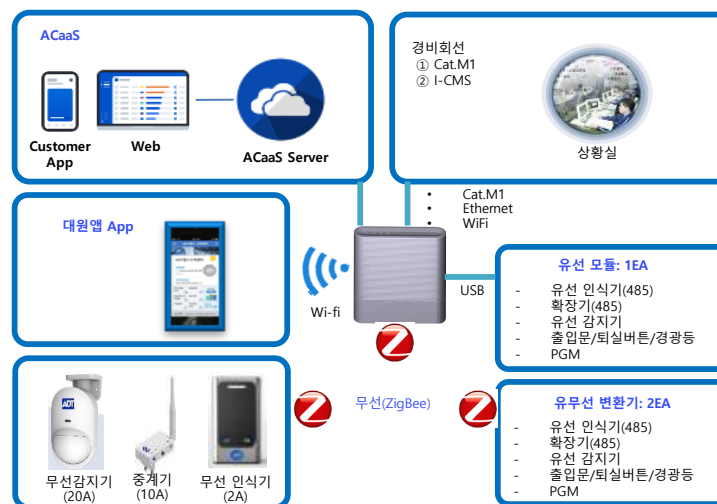 ACaaS
Customer
App
Web
ACaaS Server
경비회선
① Cat.M1
② I-CMS
상황실
• Cat.M1
• Ethernet
• WiFi
대원앱 App
Wi-fi
USB
유선 모듈: 1EA
- 유선 인식기(485)
- 확장기(485)
- 유선 감지기
- 출입문/퇴실버튼/경광등
- PGM
ADT
무선감지기
(20A)
중계기
(10A)
무선 인식기
(2A)
무선(ZigBee)
유무선 변환기: 2EA
- 유선 인식기(485)
- 확장기(485)
- 유선 감지기
- 출입문/퇴실버튼/경광등
- PGM